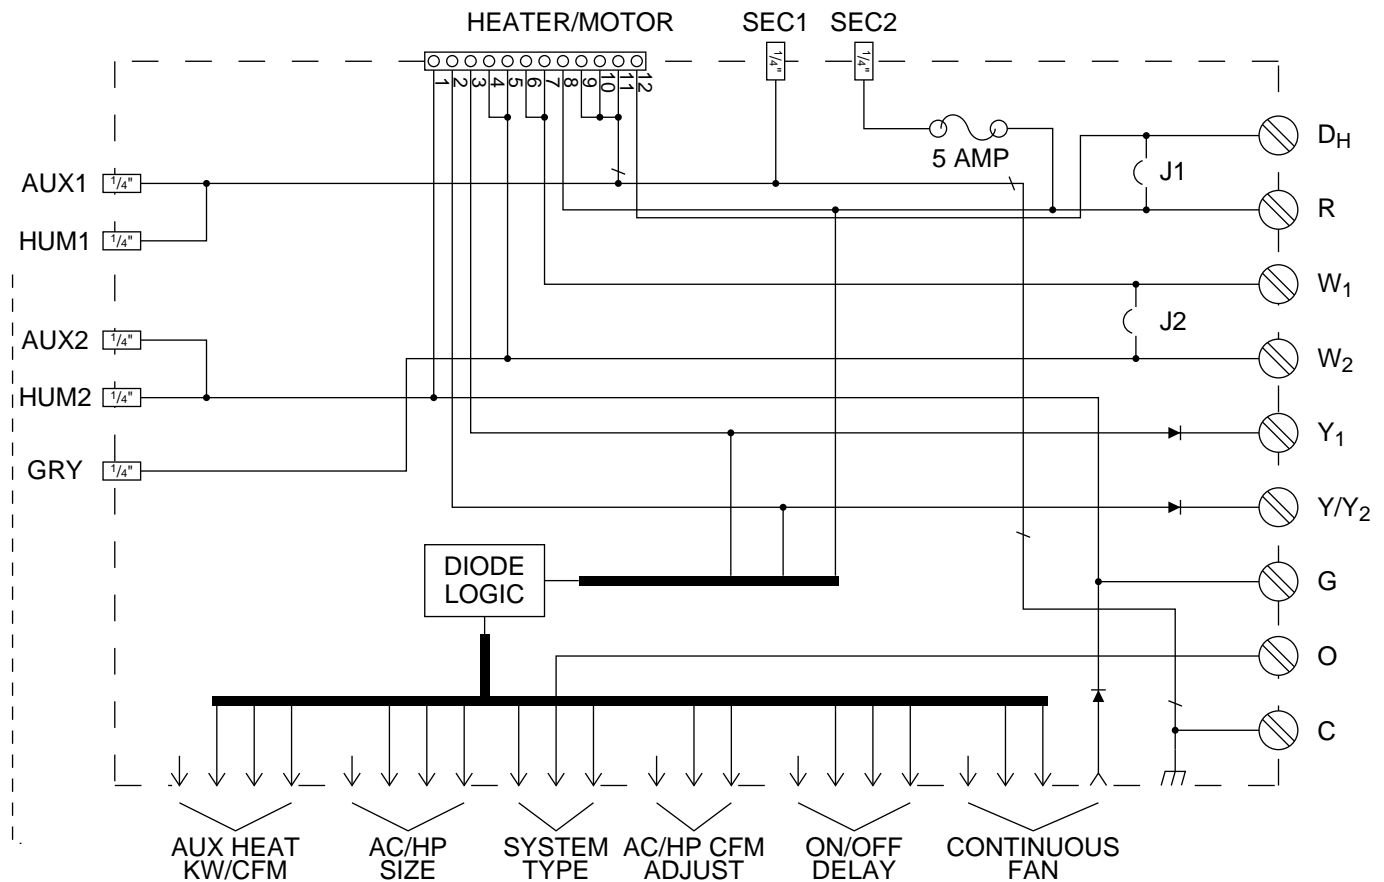 HEATER/MOTOR SEC1 SEC2
1/4" 1/4"
1 2 3 4 5 6 7 8 9 10 11 12
DH
5 AMP J1
AUX1 1/4"
R
HUM1 1/4"
W1
J2
AUX2 1/4"
W2
HUM2 1/4"
Y1
GRY 1/4"
Y/Y2
DIODE
LOGIC
G
O
C
AUX HEAT
KW/CFM
AC/HP
SIZE
SYSTEM
TYPE
AC/HP CFM
ADJUST
ON/OFF
DELAY
CONTINUOUS
FAN